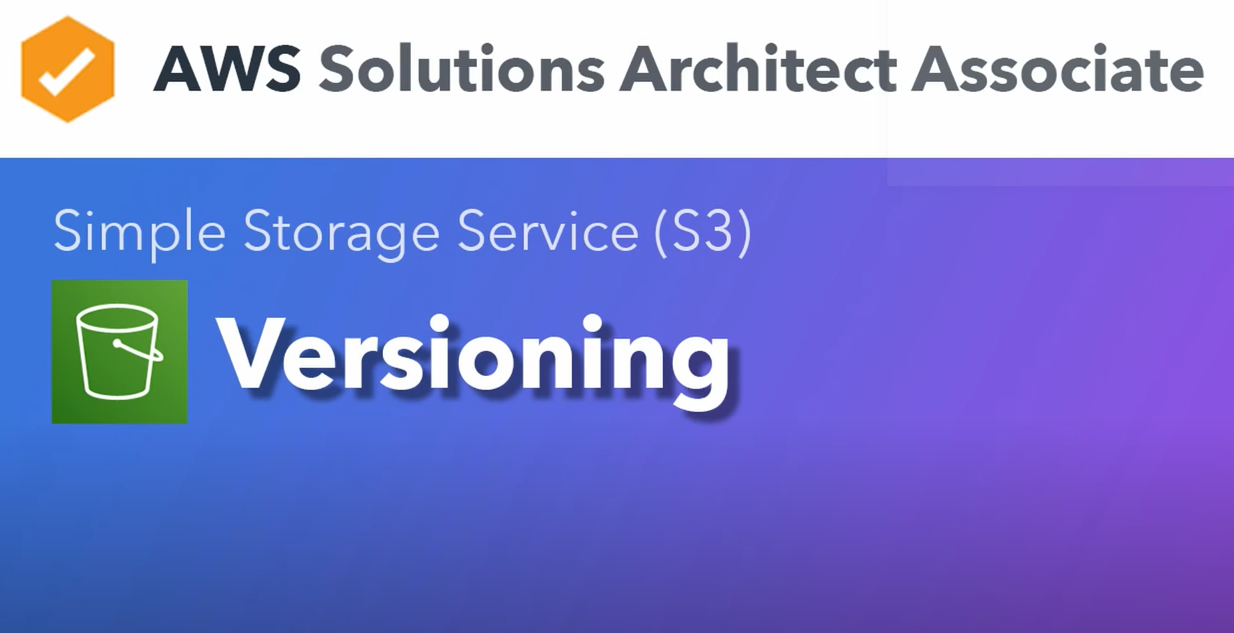 AWS Solutions Architect Associate
Simple Storage Service (S3)
Versioning